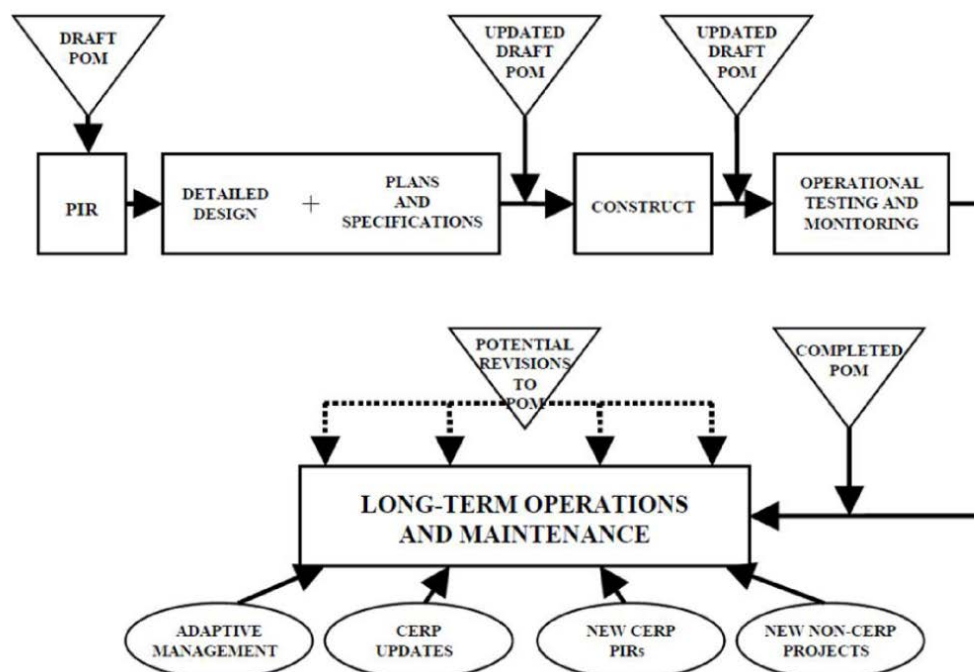 DRAFT
POM
UPDATED
DRAFT
POM
UPDATED
DRAFT
POM
PIR
DETAILED
DESIGN
+
PLANS
AND
SPECIFICATIONS
CONSTRUCT
OPERATIONAL
TESTING AND
MONITORING
POTENTIAL
REVISIONS
TO
POM
COMPLETED
POM
LONG-TERM OPERATIONS
AND MAINTENANCE
ADAPTIVE
MANAGEMENT
CERP
UPDATES
NEW CERP
PIRs
NEW NON-CERP
PROJECTS